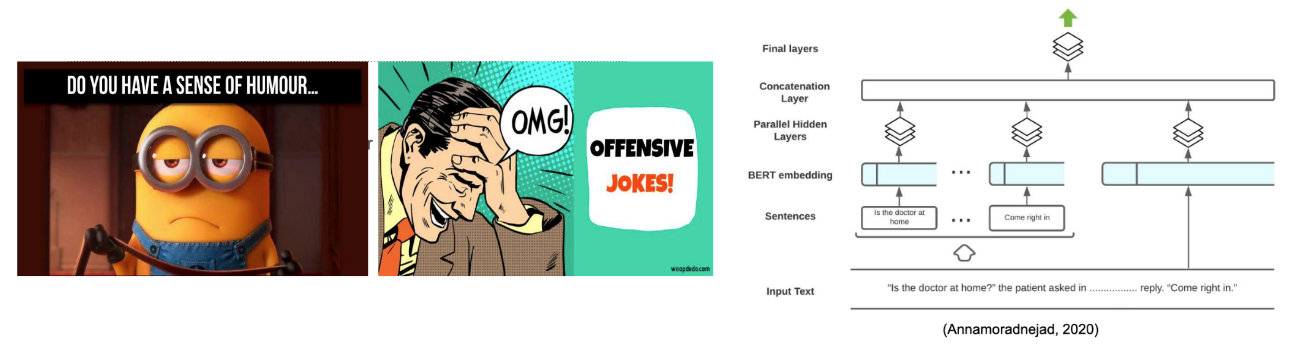 DO YOU HAVE A SENSE OF HUMOUR...
r
OMG!
OFFENSIVE
JOKES!
woopdedo.com
Final layers
Concatenation
Layer
Parallel Hidden
Layers
BERT embedding
...
Sentences
Is the doctor at
home
...
Come right in
Input Text
"Is the doctor at home?" the patient asked in ................. reply. "Come right in."
(Annamoradnejad, 2020)